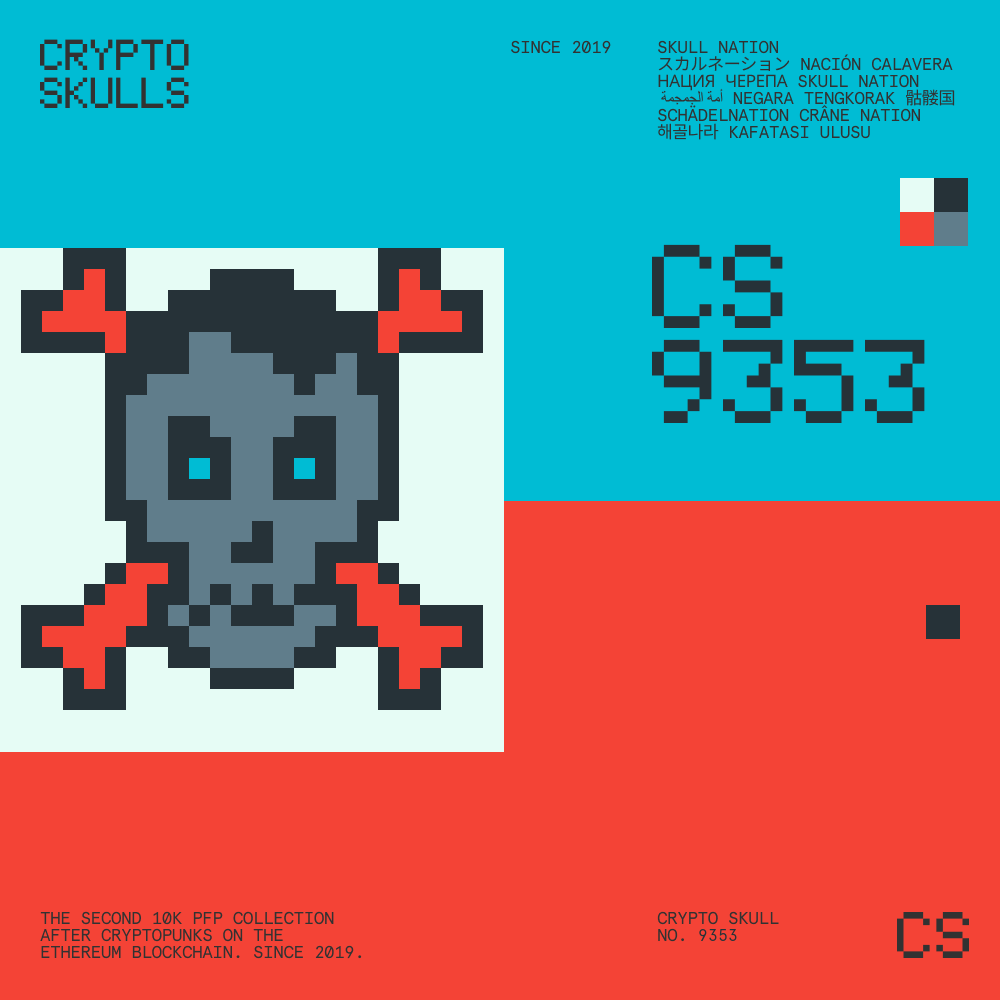 CRYPTO
SKULLS
SINCE 2019
SKULL NATION
スカルネーション NACIÓN CALAVERA
НАЦИЯ ЧЕРЕПА SKULL NATION
أمة الجمجمة NEGARA TENGKORAK 骷髅国
SCHÄDELNATION CRÂNE NATION
해골나라 KAFATASI ULUSU
CS
9353
THE SECOND 10K PFP COLLECTION
AFTER CRYPTOPUNKS ON THE
ETHEREUM BLOCKCHAIN. SINCE 2019.
CRYPTO SKULL
NO. 9353
CS